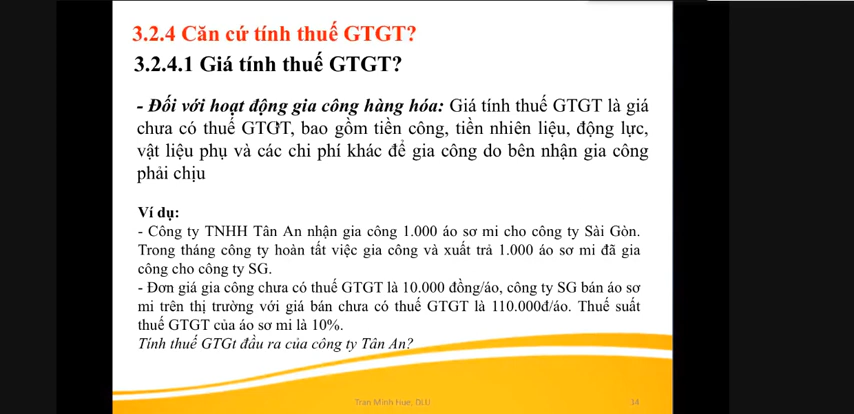 3.2.4 Căn cứ tính thuế GTGT?
3.2.4.1 Giá tính thuế GTGT?
- Đối với hoạt động gia công hàng hóa: Giá tính thuế GTGT là giá
chưa có thuế GTGT, bao gồm tiền công, tiền nhiên liệu, động lực,
vật liệu phụ và các chi phí khác để gia công do bên nhận gia công
phải chịu
Ví dụ:
- Công ty TNHH Tân An nhận gia công 1.000 áo sơ mi cho công ty Sài Gòn.
Trong tháng công ty hoàn tất việc gia công và xuất trả 1.000 áo sơ mi đã gia
công cho công ty SG.
- Đơn giá gia công chưa có thuế GTGT là 10.000 đồng/áo, công ty SG bán áo sơ
mi trên thị trường với giá bán chưa có thuế GTGT là 110.000đ/áo. Thuế suất
thuế GTGT của áo sơ mi là 10%.
Tính thuế GTGt đầu ra của công ty Tân An?
Tran Minh Hue, DLU
14